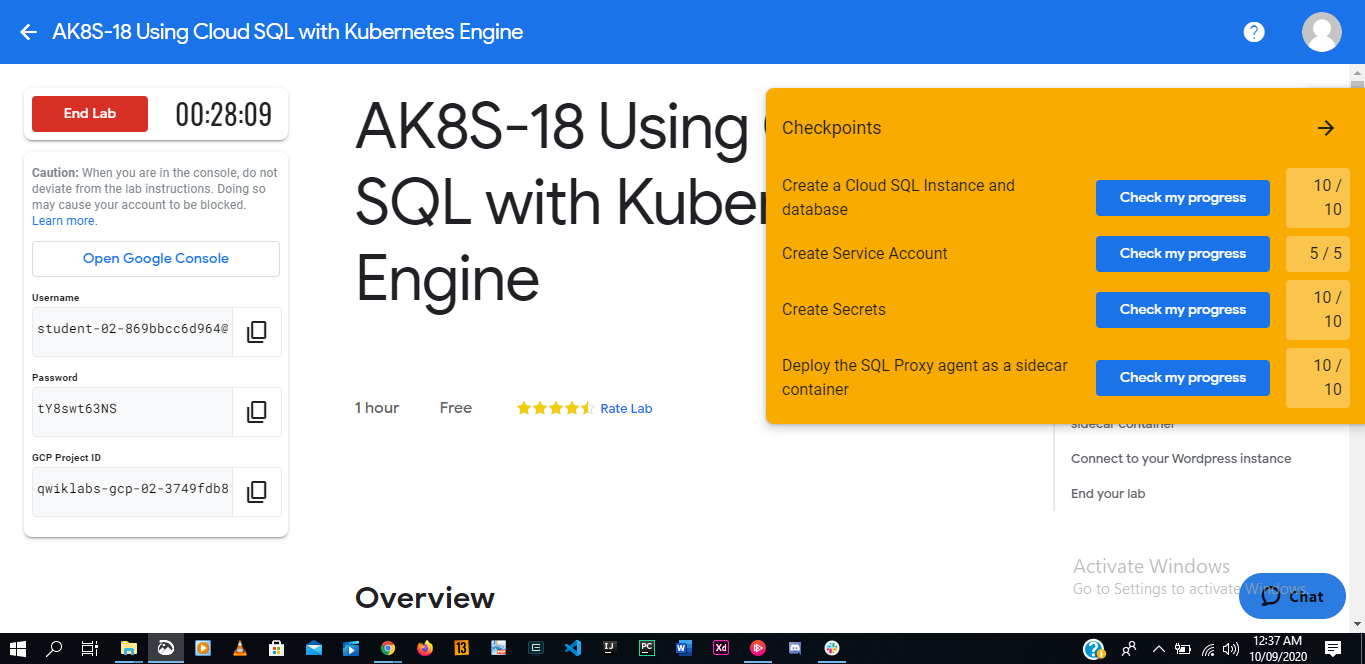 AK8S-18 Using Cloud SQL with Kubernetes Engine
?
End Lab
00:28:09
Caution: When you are in the console, do not
deviate from the lab instructions. Doing so
may cause your account to be blocked.
Learn more.
Open Google Console
Username
student-02-869bbcc6d964@
Password
tY8swt63NS
GCP Project ID
qwiklabs-gcp-02-3749fdb8
AK8S-18 Using
SQL with Kuber
Engine
1 hour
Free
Rate Lab
Overview
Checkpoints
Create a Cloud SQL Instance and
database
Check my progress
10 /
10
Create Service Account
Check my progress
5 / 5
Create Secrets
Check my progress
10 /
10
Deploy the SQL Proxy agent as a sidecar
container
Check my progress
10 /
10
sidecar container
Connect to your Wordpress instance
End your lab
Activate Windows
Go to Settings to activate Windows.
Chat
13
IJ
PC
W
Xd
?
12:37 AM
10/09/2020